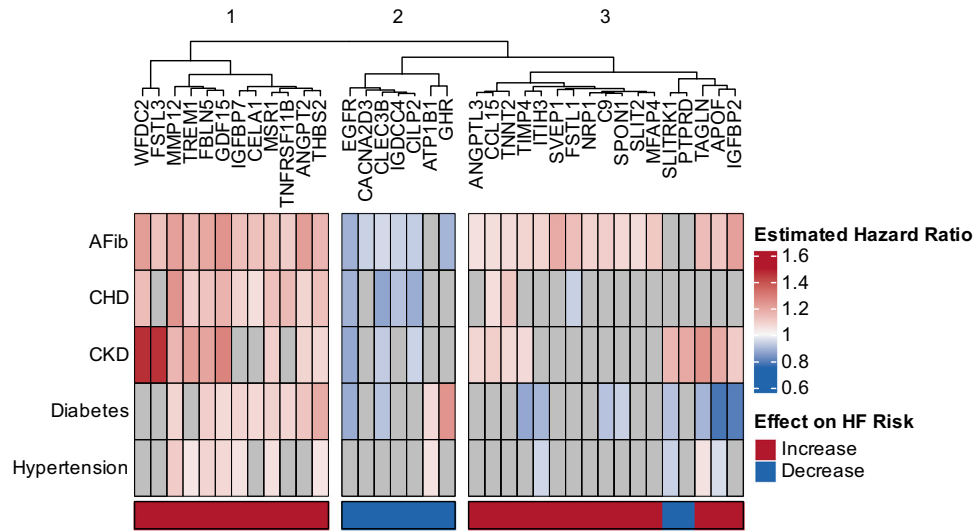 1 2 3
WFDC2
FSTL3
MMP12
TREM1
FBLN5
GDF15
IGFBP7
CELA1
MSR1
TNFRSF11B
ANGPT2
THBS2
EGFR
CACNA2D3
CLEC3B
IGDCC4
CILP2
ATP1B1
GHR
ANGPTL3
CCL15
TNNT2
TIMP4
ITIH3
SVEP1
FSTL1
NRP1
C9
SPON1
SLIT2
MFAP4
SLITRK1
PTPRD
TAGLN
APOF
IGFBP2
AFib
CHD
CKD
Diabetes
Hypertension
Estimated Hazard Ratio
1.6
1.4
1.2
1
0.8
0.6
Effect on HF Risk
Increase
Decrease